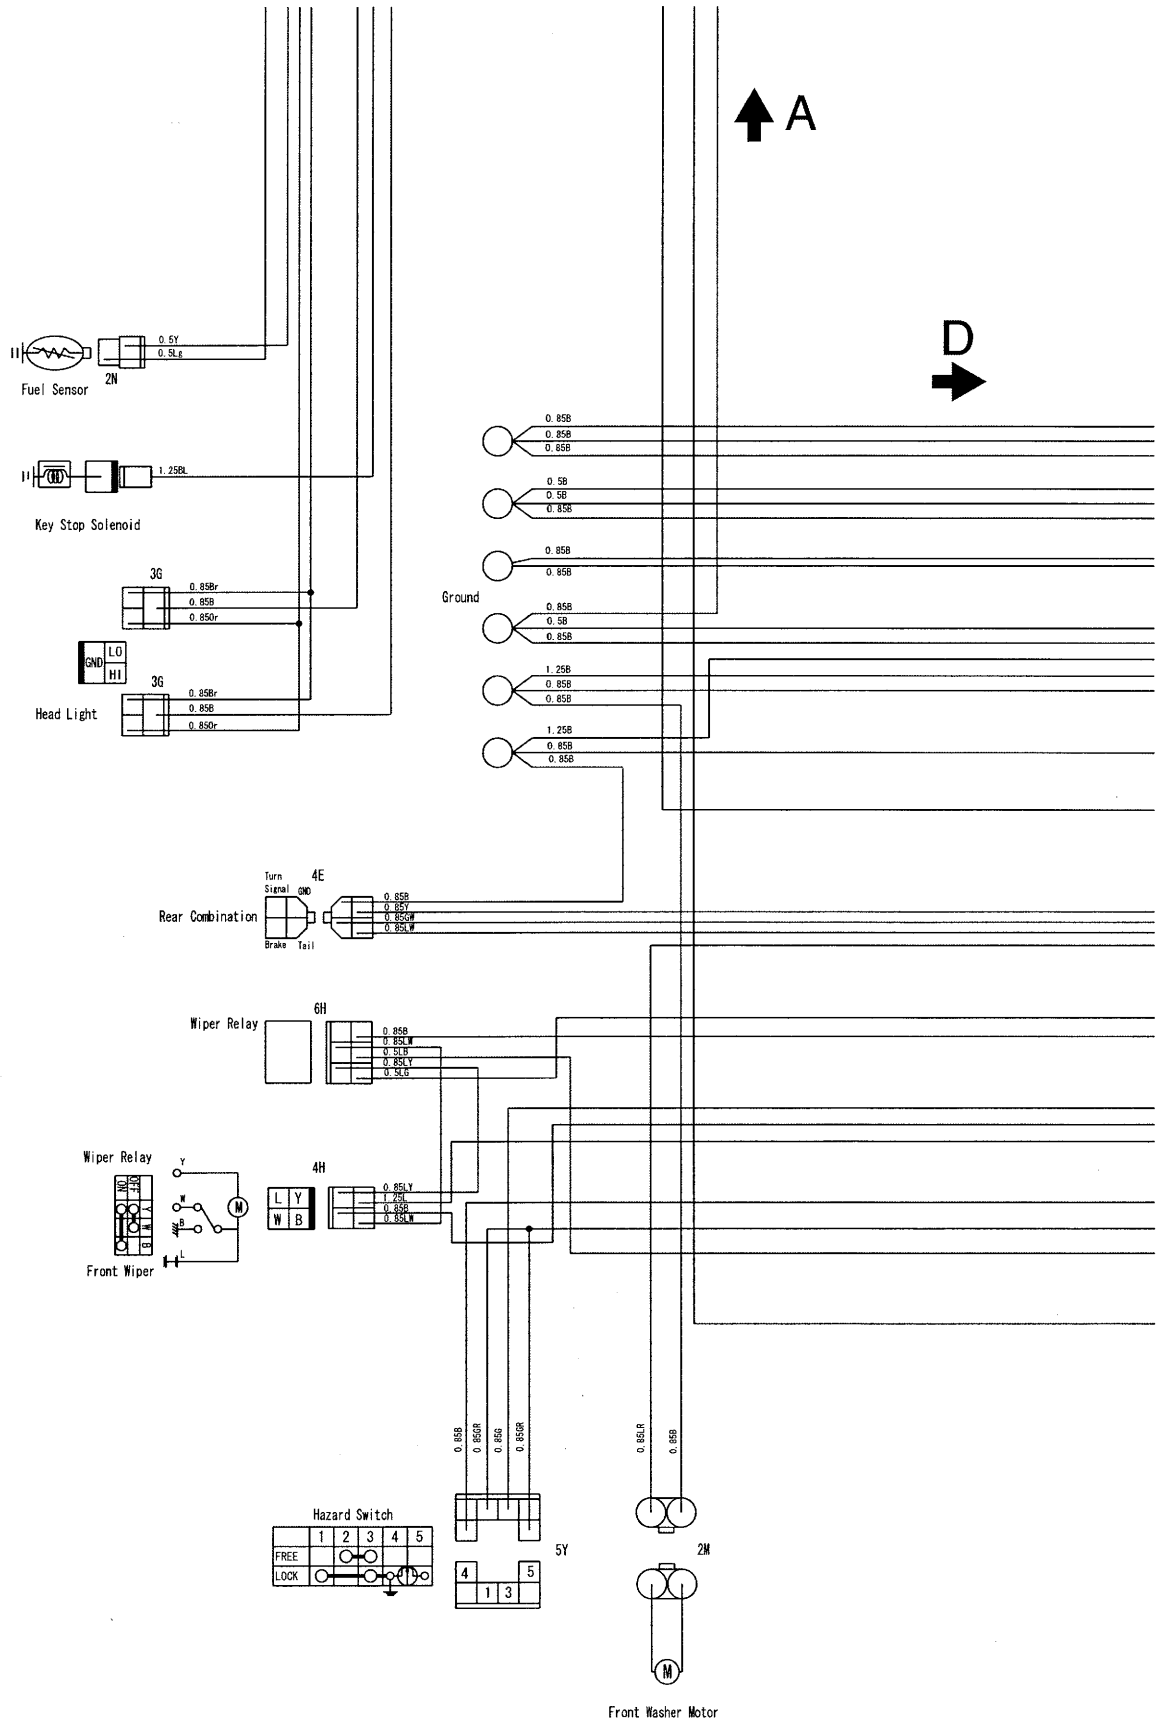 A
D
0.5Y
0.5Lg
2N
Fuel Sensor
1.25BL
Key Stop Solenoid
3G
0.85Br
0.85B
0.85Or
GND
LO
HI
3G
0.85Br
0.85B
0.85Or
Head Light
0.85B
0.85B
0.85B
0.5B
0.5B
0.85B
0.85B
0.85B
Ground
0.85B
0.5B
0.85B
1.25B
0.85B
0.85B
1.25B
0.85B
0.85B
Turn
Signal
GND
4E
Rear Combination
Brake
Tail
0.85B
0.85Y
0.85GW
0.85LW
6H
Wiper Relay
0.85B
0.85LW
0.5LB
0.85LY
0.5LG
Wiper Relay
OFF
ON
Y
W
B
Y
W
B
L
M
Front Wiper
4H
L Y
W B
0.85LY
1.25L
0.85B
0.85LW
0.85B
0.85GR
0.85G
0.85GR
0.85LR
0.85B
Hazard Switch
1 2 3 4 5
FREE
LOCK
5Y
4 5
1 3
2M
M
Front Washer Motor